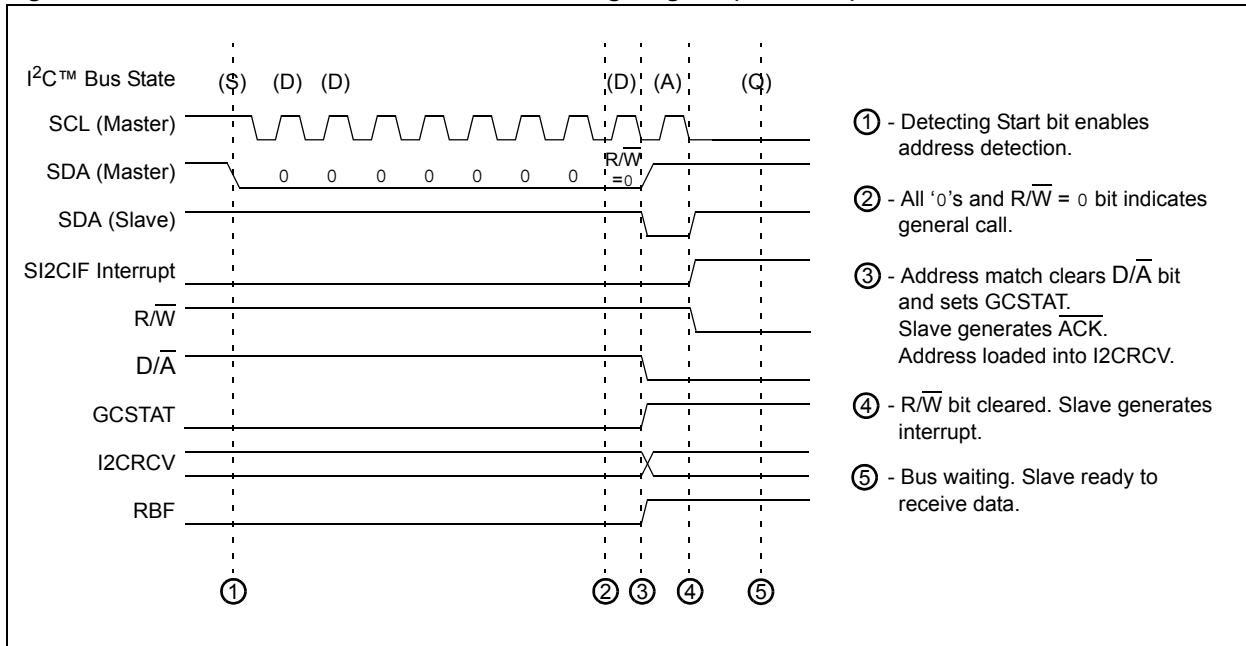 I²C™ Bus State (S) (D) (D) (D) (A) (Q)
SCL (Master)
SDA (Master) 0 0 0 0 0 0 0 R/W̅ =0
SDA (Slave)
SI2CIF Interrupt
R/W̅
D/A̅
GCSTAT
I2CRCV
RBF
1 2 3 4 5
① - Detecting Start bit enables
address detection.
② - All ‘0’s and R/W̅ = 0 bit indicates
general call.
③ - Address match clears D/A̅ bit
and sets GCSTAT.
Slave generates A̅C̅K̅.
Address loaded into I2CRCV.
④ - R/W̅ bit cleared. Slave generates
interrupt.
⑤ - Bus waiting. Slave ready to
receive data.